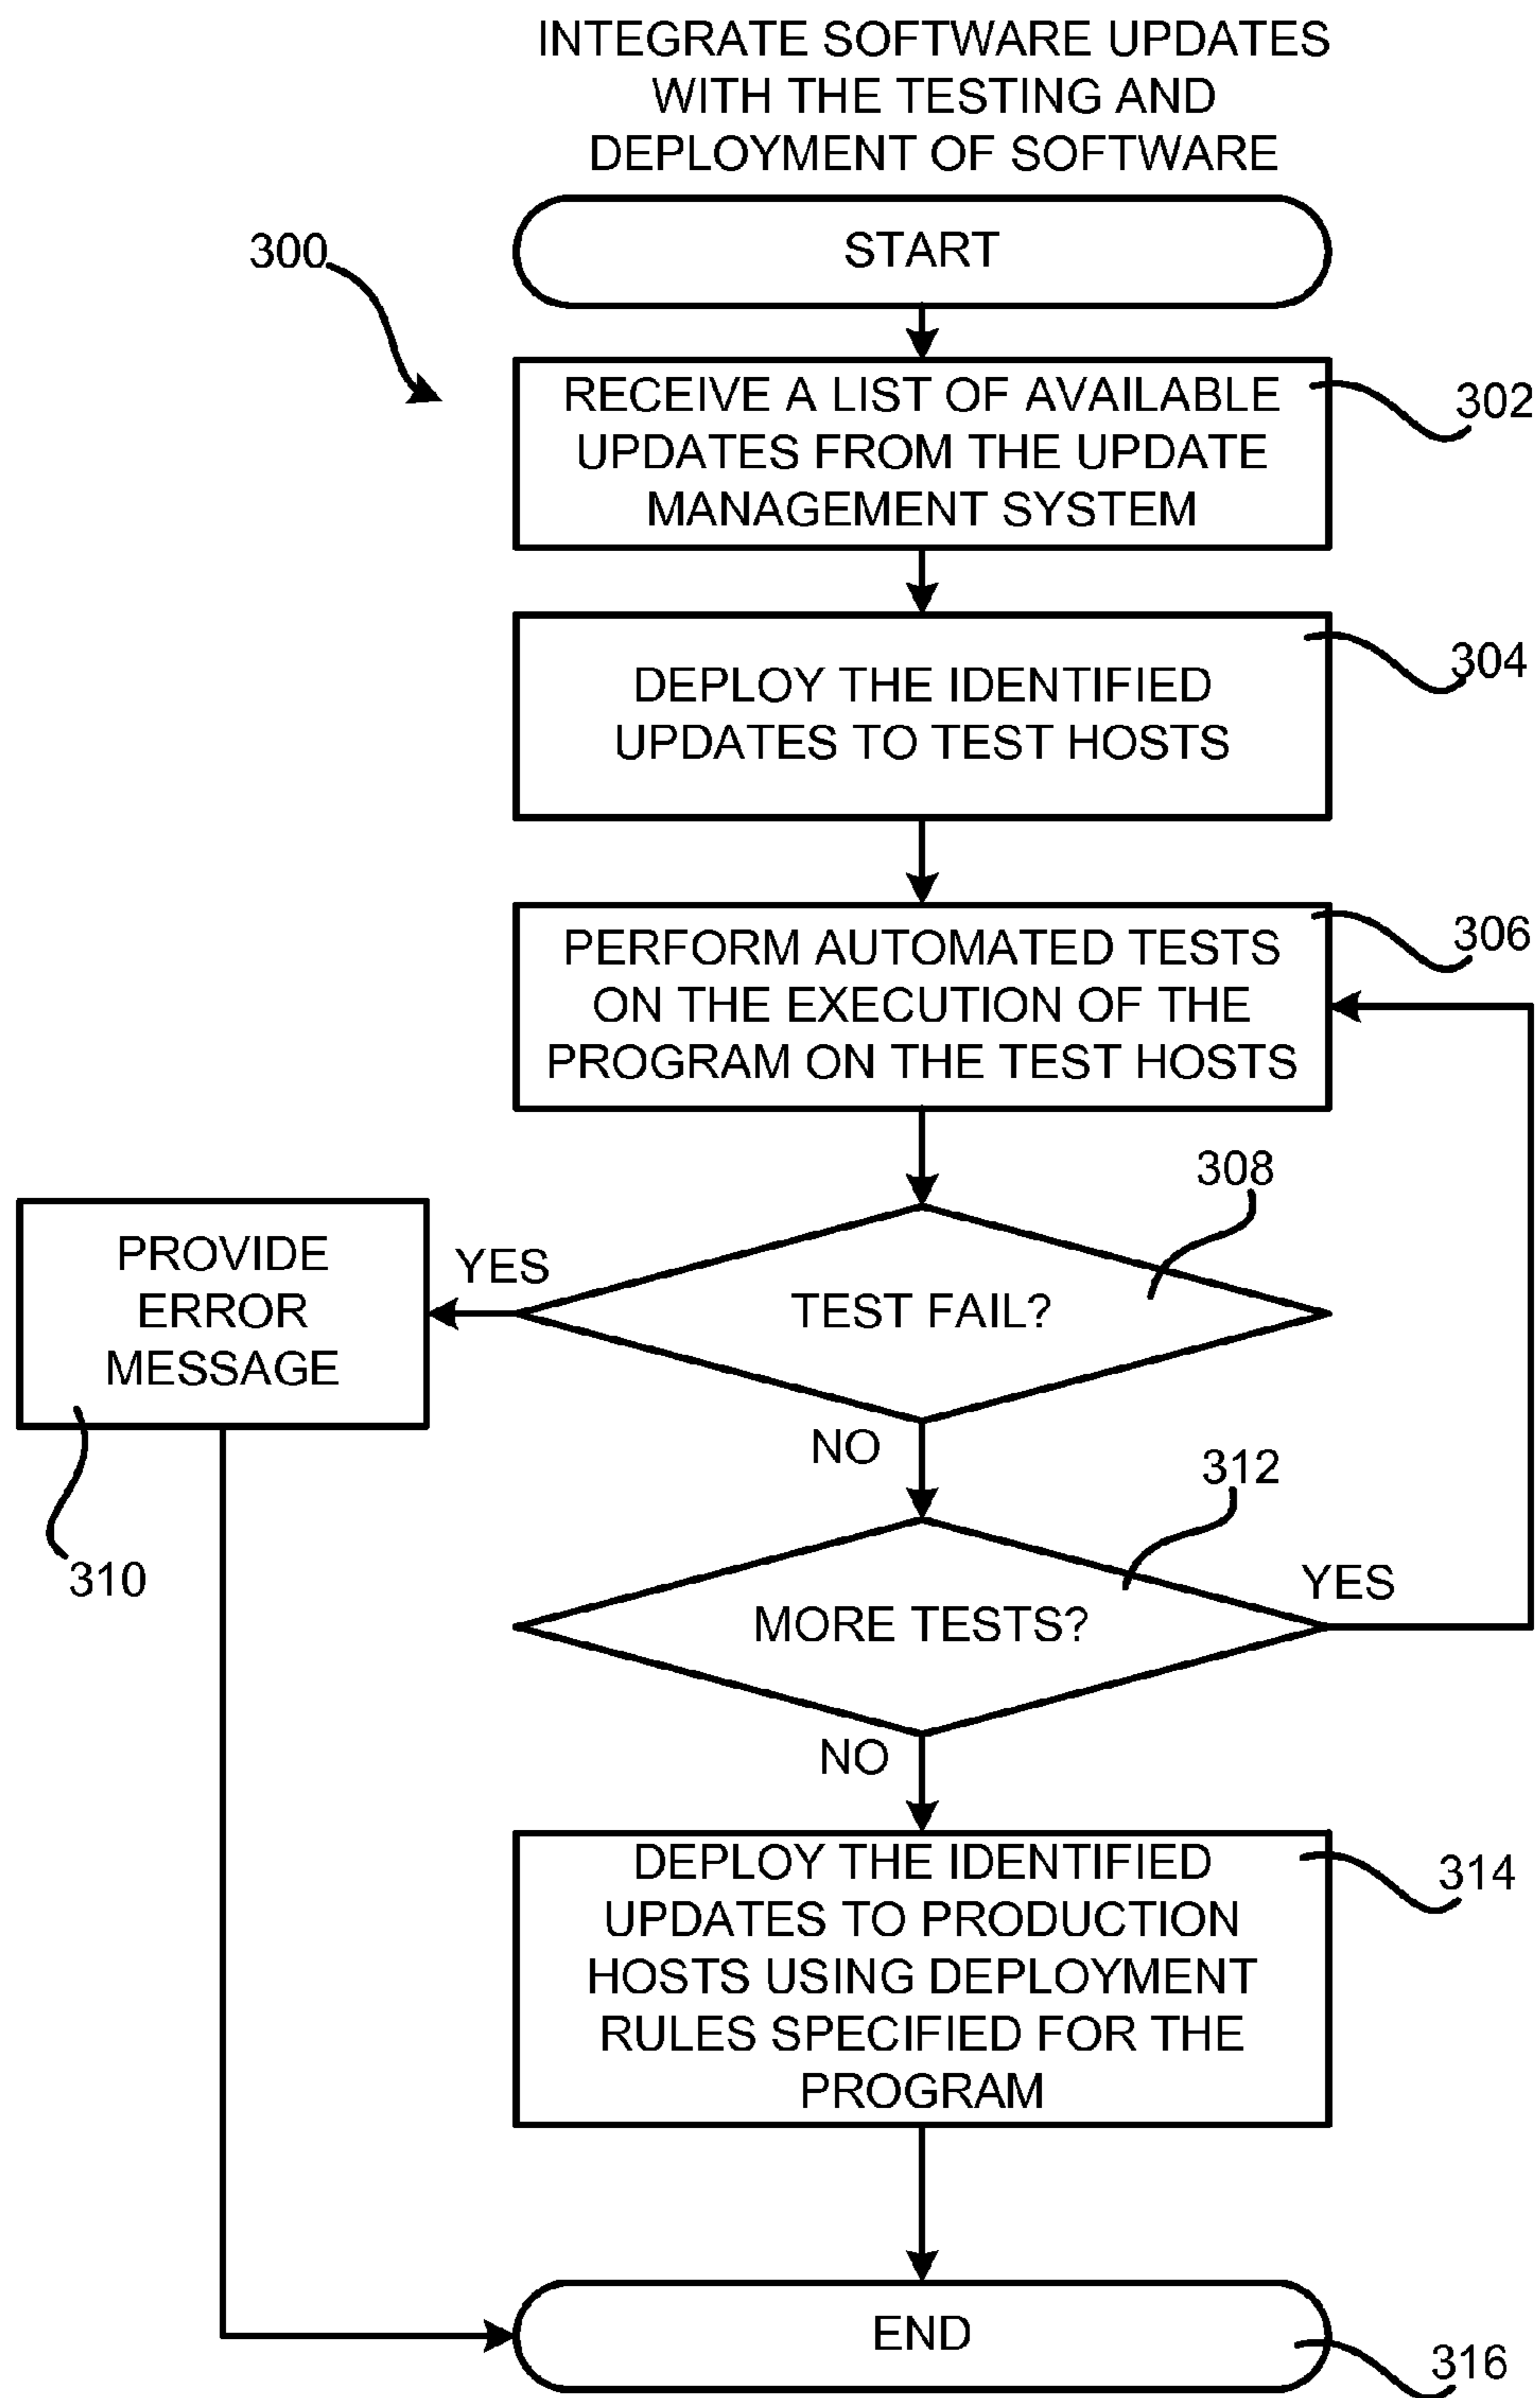 INTEGRATE SOFTWARE UPDATES
WITH THE TESTING AND
DEPLOYMENT OF SOFTWARE
START
300
RECEIVE A LIST OF AVAILABLE
UPDATES FROM THE UPDATE
MANAGEMENT SYSTEM
302
DEPLOY THE IDENTIFIED
UPDATES TO TEST HOSTS
304
PERFORM AUTOMATED TESTS
ON THE EXECUTION OF THE
PROGRAM ON THE TEST HOSTS
306
308
TEST FAIL?
YES
PROVIDE
ERROR
MESSAGE
310
NO
312
MORE TESTS?
YES
NO
DEPLOY THE IDENTIFIED
UPDATES TO PRODUCTION
HOSTS USING DEPLOYMENT
RULES SPECIFIED FOR THE
PROGRAM
314
END
316